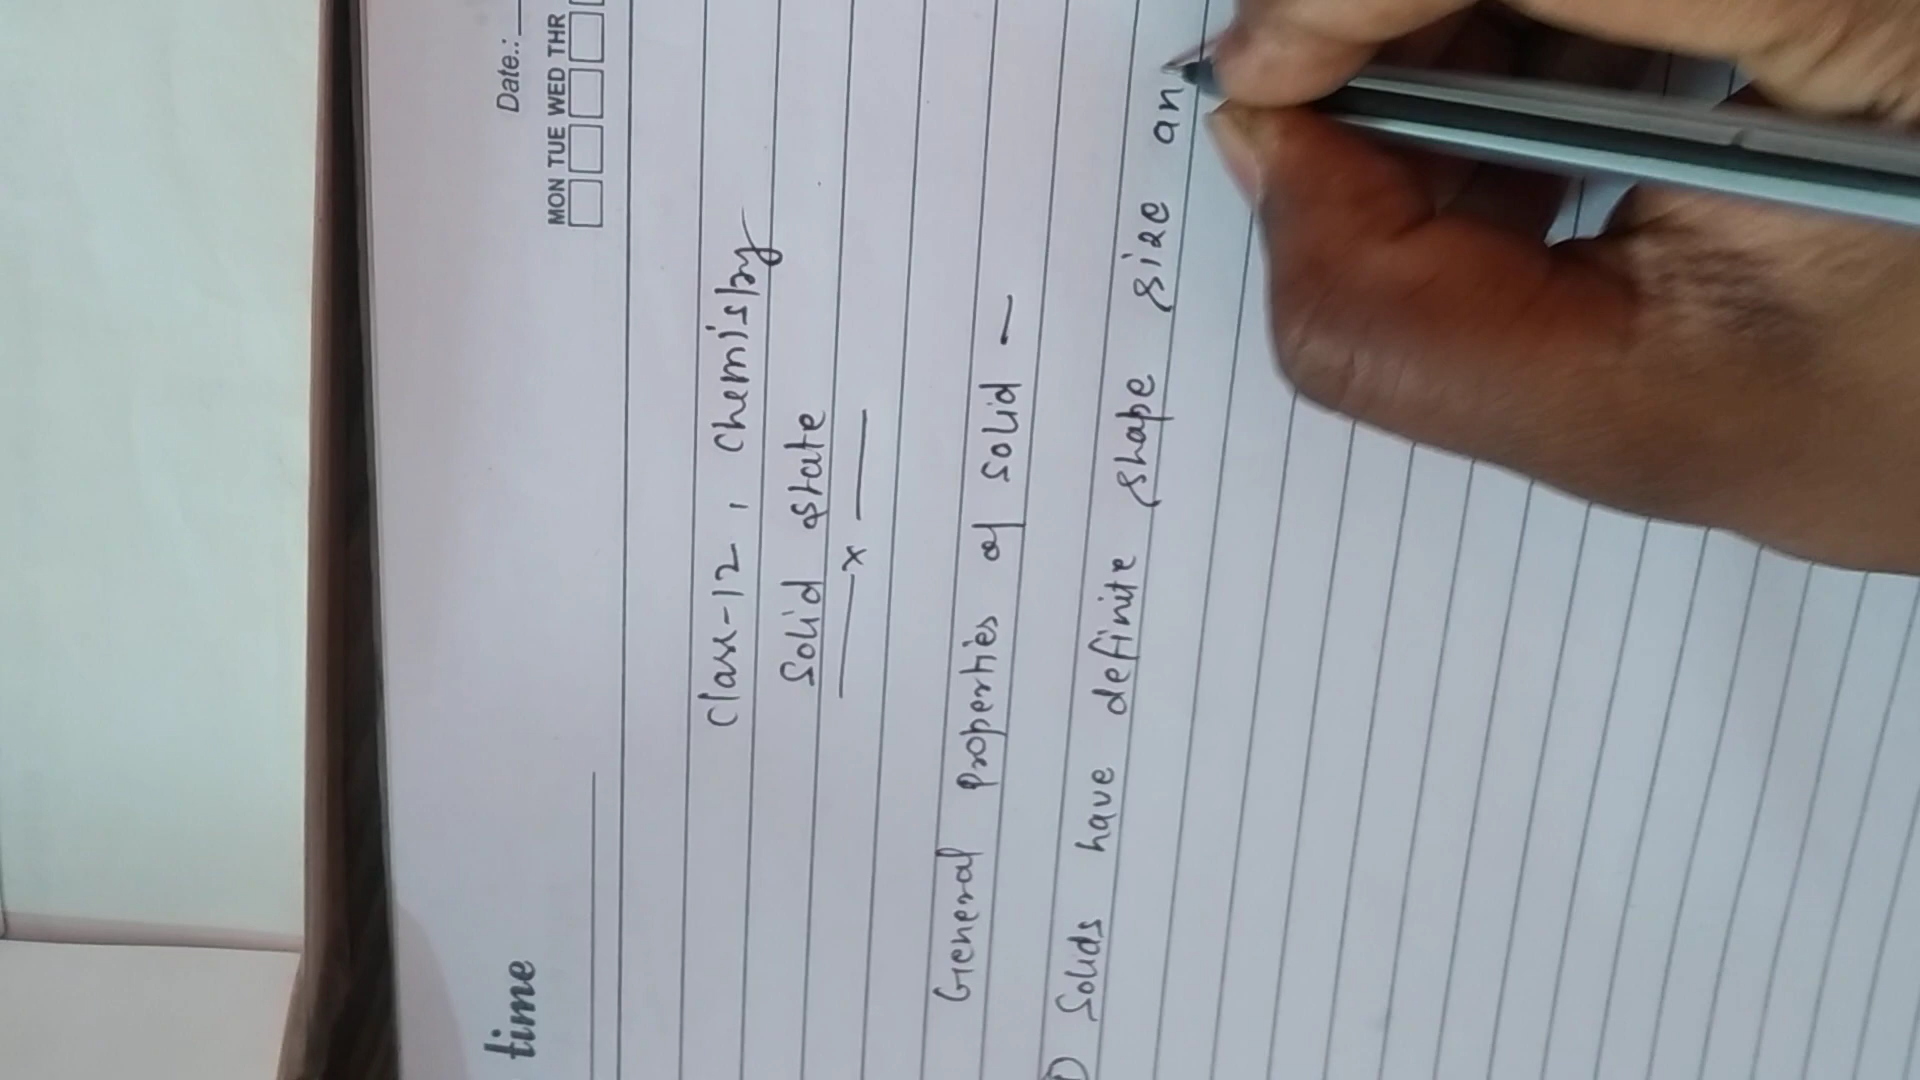 time
Date.:
MON TUE WED THR
Class-12, Chemistry
Solid state
x
General properties of solid -
Solids have definite shape size an